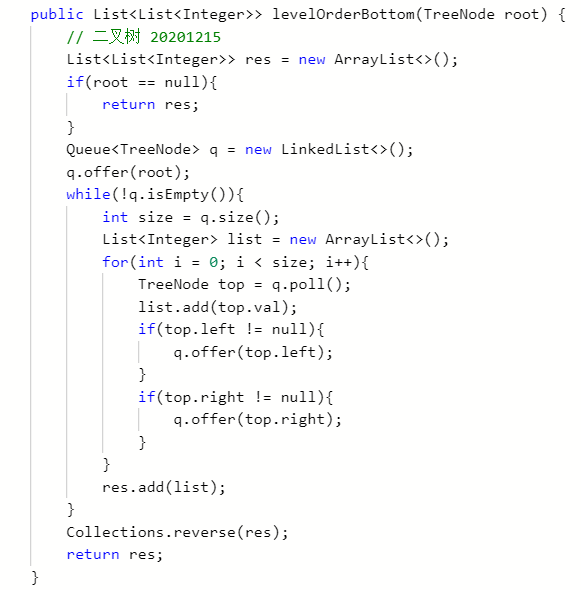 public List<List<Integer>> levelOrderBottom(TreeNode root) {
    // 二叉树 20201215
    List<List<Integer>> res = new ArrayList<>();
    if(root == null){
        return res;
    }
    Queue<TreeNode> q = new LinkedList<>();
    q.offer(root);
    while(!q.isEmpty()){
        int size = q.size();
        List<Integer> list = new ArrayList<>();
        for(int i = 0; i < size; i++){
            TreeNode top = q.poll();
            list.add(top.val);
            if(top.left != null){
                q.offer(top.left);
            }
            if(top.right != null){
                q.offer(top.right);
            }
        }
        res.add(list);
    }
    Collections.reverse(res);
    return res;
}